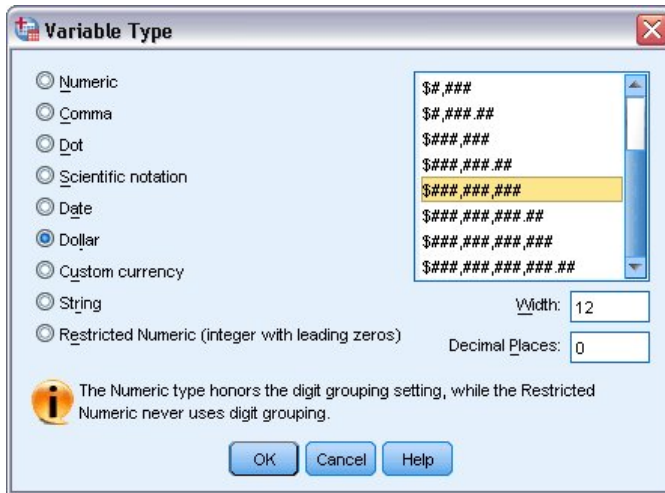 Variable Type
Numeric
Comma
Dot
Scientific notation
Date
Dollar
Custom currency
String
Restricted Numeric (integer with leading zeros)
$#,###
$#,###.##
$###,###
$###,###.##
$###,###,###
$###,###,###.##
$###,###,###,###
$###,###,###,###.##
Width: 12
Decimal Places: 0
The Numeric type honors the digit grouping setting, while the Restricted
Numeric never uses digit grouping.
OK Cancel Help